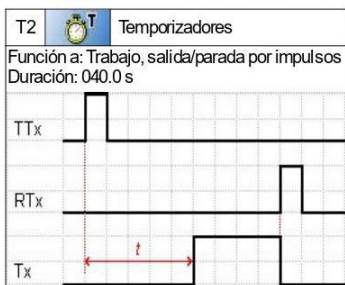 T2 T Temporizadores
Función a: Trabajo, salida/parada por impulsos
Duración: 040.0 s
TTx
RTx
t
Tx